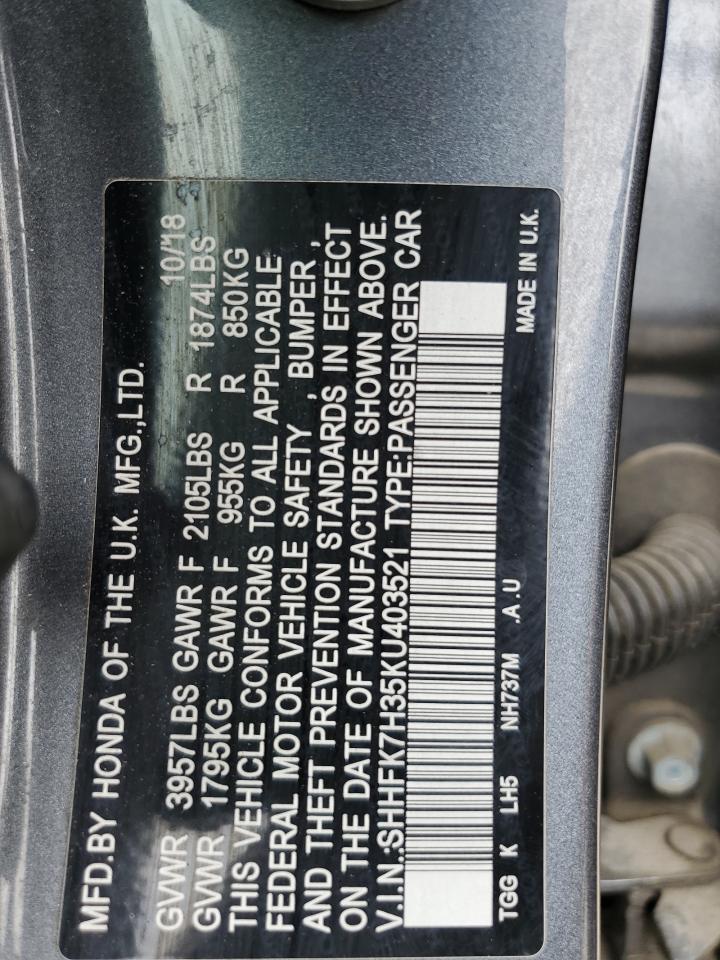 MFD.BY HONDA OF THE U.K. MFG.,LTD. 10/18
GVWR 3957LBS GAWR F 2105LBS R 1874LBS
GVWR 1795KG GAWR F 955KG R 850KG
THIS VEHICLE CONFORMS TO ALL APPLICABLE
FEDERAL MOTOR VEHICLE SAFETY , BUMPER ,
AND THEFT PREVENTION STANDARDS IN EFFECT
ON THE DATE OF MANUFACTURE SHOWN ABOVE.
V.I.N.:SHHFK7H35KU403521 TYPE:PASSENGER CAR
TGG K LH5 NH737M .A .U MADE IN U.K.